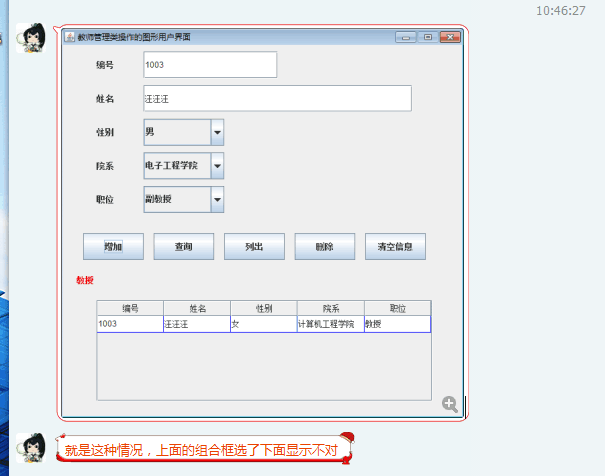 10:46:27
教师管理类操作的图形用户界面
编号 1003
姓名 汪汪汪
性别 男
院系 电子工程学院
职位 副教授
增加 查询 列出 删除 清空信息
教授
编号 姓名 性别 院系 职位
1003 汪汪汪 女 计算机工程学院 教授
就是这种情况，上面的组合框选了下面显示不对